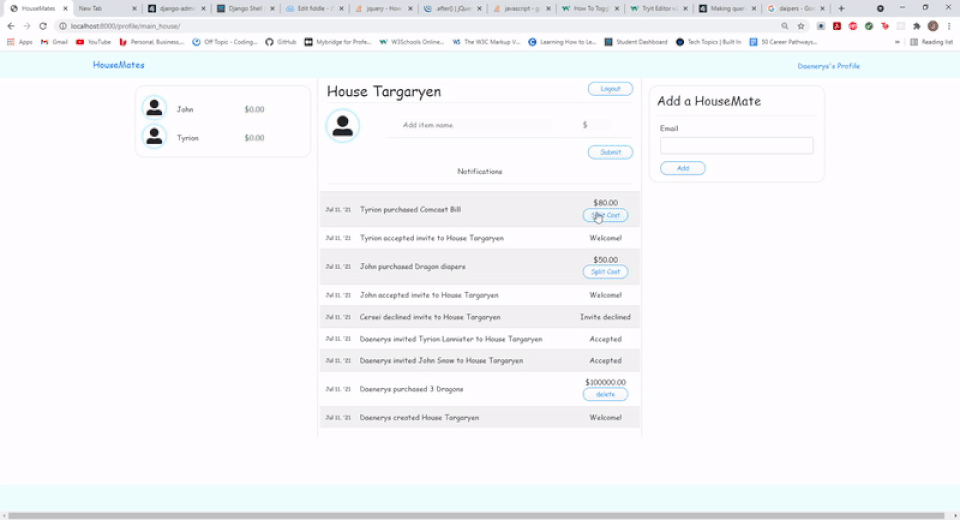 HouseMates
New Tab
django-adm
Django Shell
Edit fiddle -
jquery - How
.after() | jQue
javascript - g
How To Togg
Tryit Editor v
Making quer
daipers - Goo
localhost:8000/profile/main_house/
Apps
Gmail
YouTube
Personal, Business,...
Off Topic - Coding...
GitHub
Mybridge for Profe...
W3Schools Online...
The W3C Markup V...
Learning How to Le...
Student Dashboard
Tech Topics | Built In
50 Career Pathways...
»
Reading list
HouseMates
Daenerys's Profile
John $0.00
Tyrion $0.00
House Targaryen
Logout
Add item name
$
Submit
Notifications
Jul 11, '21 Tyrion purchased Comcast Bill $80.00
Split Cost
Jul 11, '21 Tyrion accepted invite to House Targaryen Welcome!
Jul 11, '21 John purchased Dragon diapers $50.00
Split Cost
Jul 11, '21 John accepted invite to House Targaryen Welcome!
Jul 11, '21 Cersei declined invite to House Targaryen Invite declined
Jul 11, '21 Daenerys invited Tyrion Lannister to House Targaryen Accepted
Jul 11, '21 Daenerys invited John Snow to House Targaryen Accepted
Jul 11, '21 Daenerys purchased 3 Dragons $100000.00
delete
Jul 11, '21 Daenerys created House Targaryen Welcome!
Add a HouseMate
Email
Add